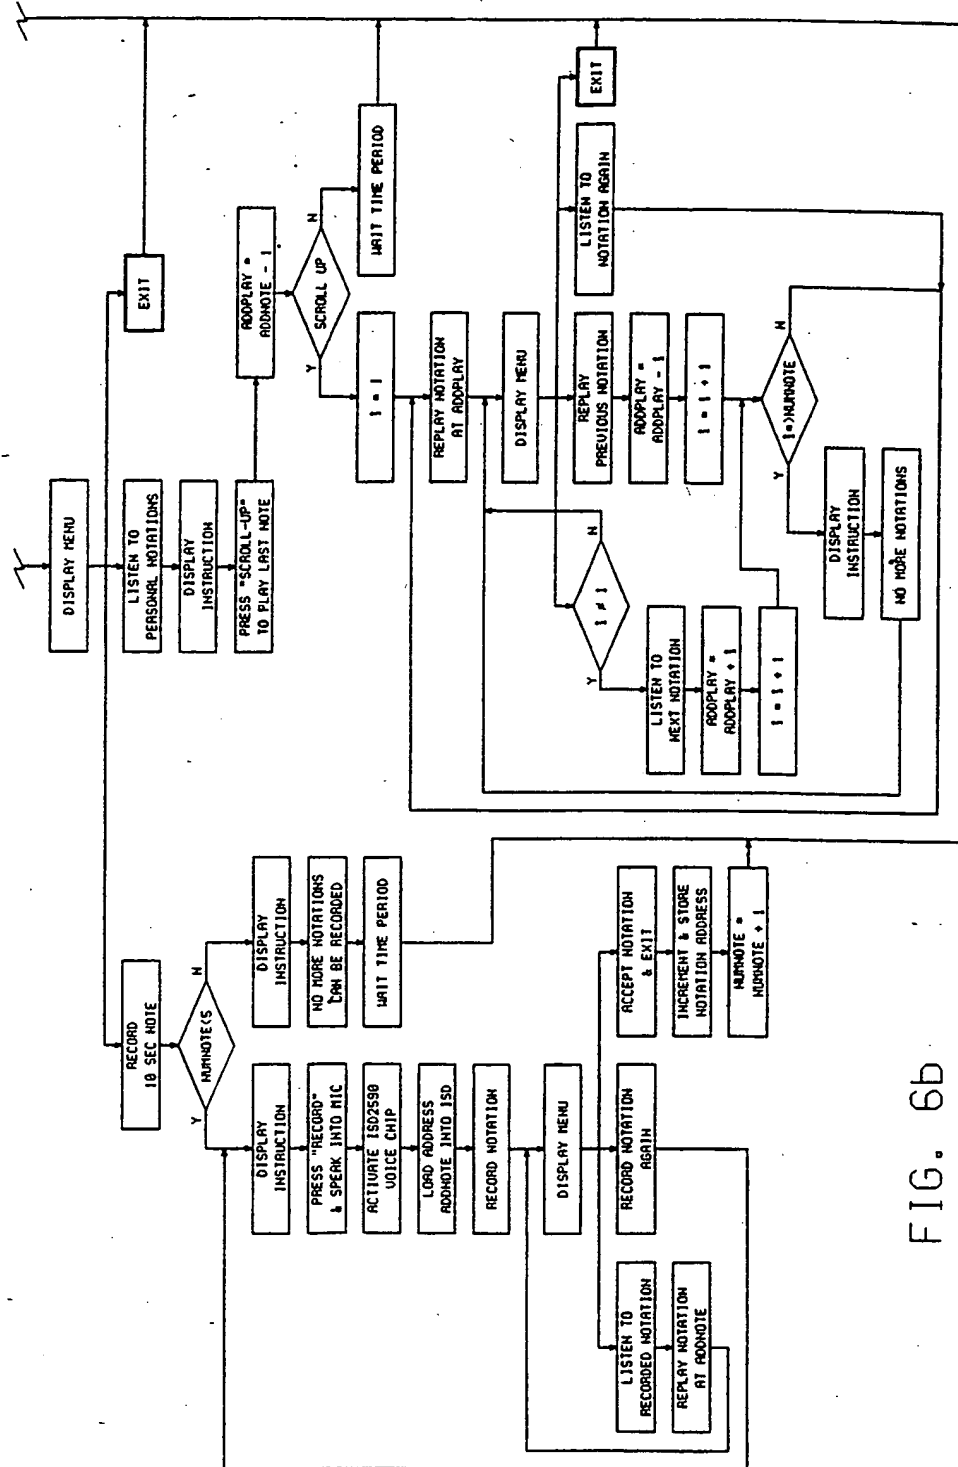 DISPLAY MENU
RECORD
10 SEC NOTE
LISTEN TO
PERSONAL NOTATIONS
EXIT
NUMNOTE<5
Y
N
DISPLAY
INSTRUCTION
PRESS "RECORD"
& SPEAK INTO MIC
ACTIVATE ISD2590
VOICE CHIP
LOAD ADDRESS
ADDNOTE INTO ISD
RECORD NOTATION
DISPLAY MENU
LISTEN TO
RECORDED NOTATION
REPLAY NOTATION
AT ADDNOTE
RECORD NOTATION
AGAIN
ACCEPT NOTATION
& EXIT
INCREMENT & STORE
NOTATION ADDRESS
NUMNOTE =
NUMNOTE + 1
DISPLAY
INSTRUCTION
NO MORE NOTATIONS
CAN BE RECORDED
WAIT TIME PERIOD
DISPLAY
INSTRUCTION
PRESS "SCROLL-UP"
TO PLAY LAST NOTE
ADDPLAY =
ADDNOTE - 1
SCROLL UP
Y
N
WAIT TIME PERIOD
I = 1
REPLAY NOTATION
AT ADDPLAY
DISPLAY MENU
I ≠ 1
Y
N
LISTEN TO
NEXT NOTATION
ADDPLAY =
ADDPLAY + 1
I = I + 1
REPLAY
PREVIOUS NOTATION
ADDPLAY =
ADDPLAY - 1
I = I + 1
I=>NUMNOTE
Y
N
DISPLAY
INSTRUCTION
NO MORE NOTATIONS
LISTEN TO
NOTATION AGAIN
EXIT
FIG. 6b